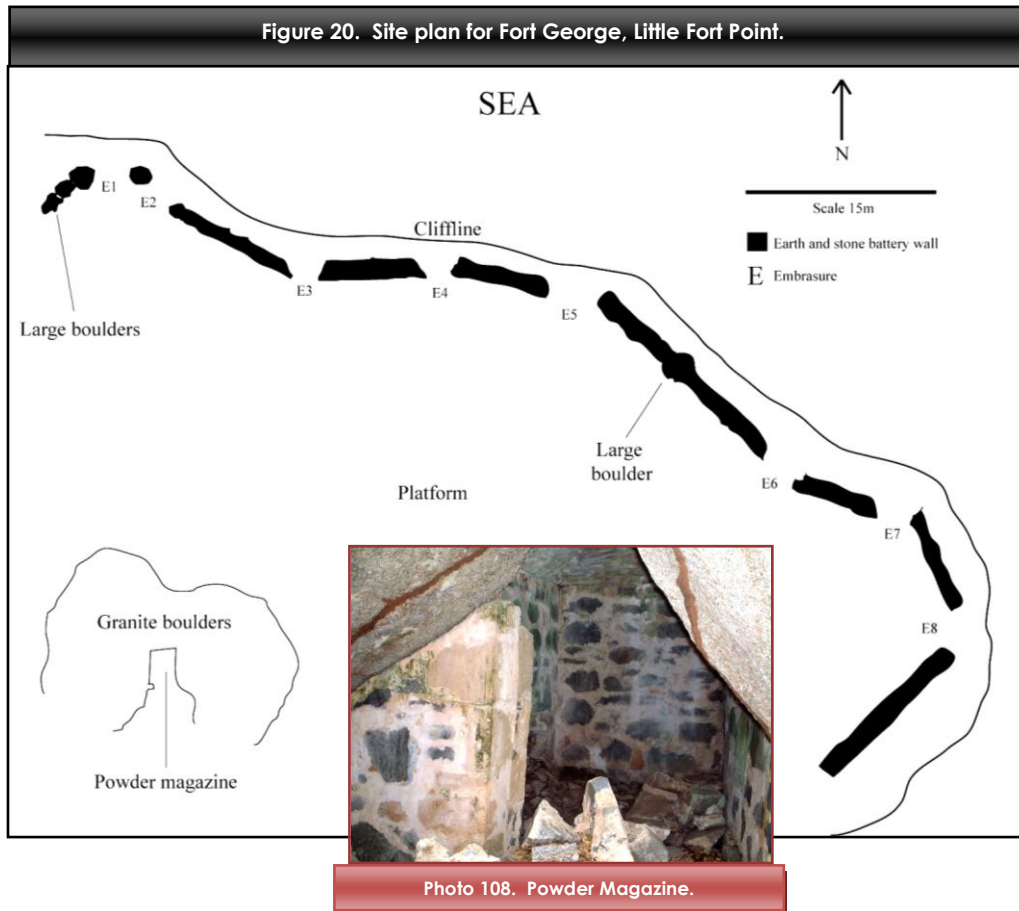 Figure 20. Site plan for Fort George, Little Fort Point.
SEA
N
Scale 15m
Earth and stone battery wall
E Embrasure
E1
E2
Cliffline
E3
E4
E5
Large boulders
Large
boulder
E6
Platform
E7
E8
Granite boulders
Powder magazine
Photo 108. Powder Magazine.